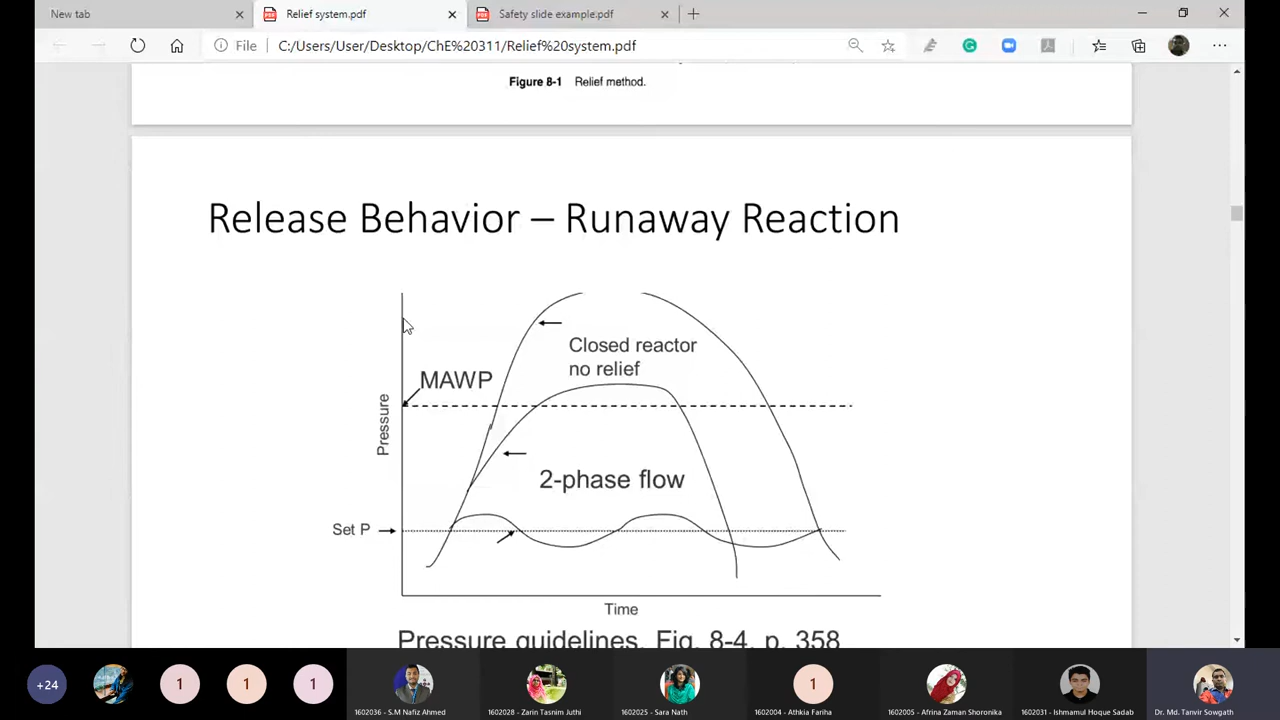 New tab
Relief system.pdf
Safety slide example.pdf
File
C:/Users/User/Desktop/ChE%20311/Relief%20system.pdf
Figure 8-1 Relief method.
Release Behavior – Runaway Reaction
Closed reactor
no relief
MAWP
Pressure
2-phase flow
Set P
Time
Pressure guidelines. Fig. 8-4, p. 358
+24
1
1
1
1602036 - S.M Nafiz Ahmed
1602028 - Zarin Tasnim Juthi
1602025 - Sara Nath
1
1602004 - Athkia Fariha
1602005 - Afrina Zaman Shoronika
1602031 - Ishmamul Hoque Sadab
Dr. Md. Tanvir Sowgath